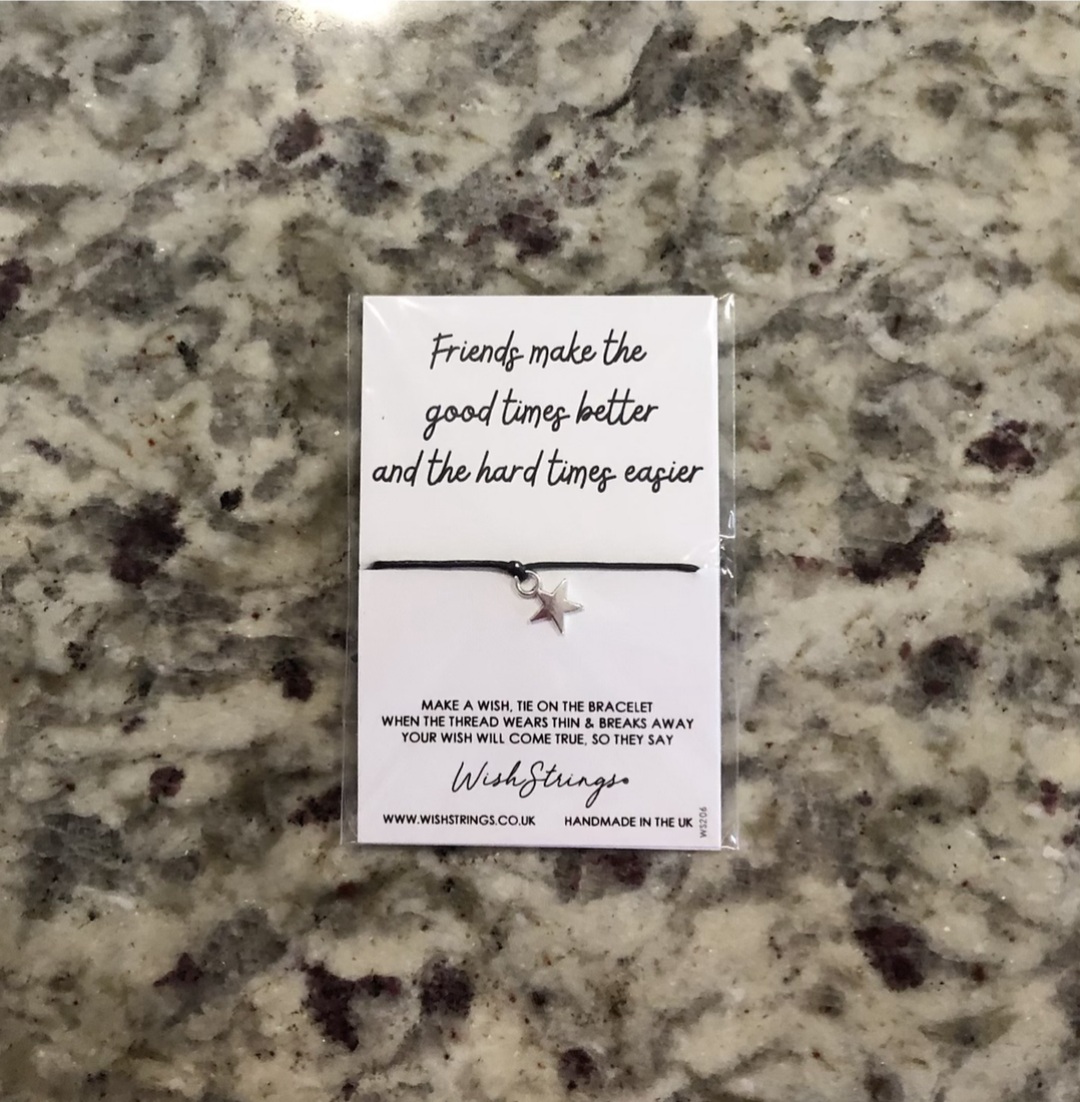 Friends make the
good times better
and the hard times easier
MAKE A WISH, TIE ON THE BRACELET
WHEN THE THREAD WEARS THIN & BREAKS AWAY
YOUR WISH WILL COME TRUE, SO THEY SAY
WishStrings
WWW.WISHSTRINGS.CO.UK HANDMADE IN THE UK
WS206